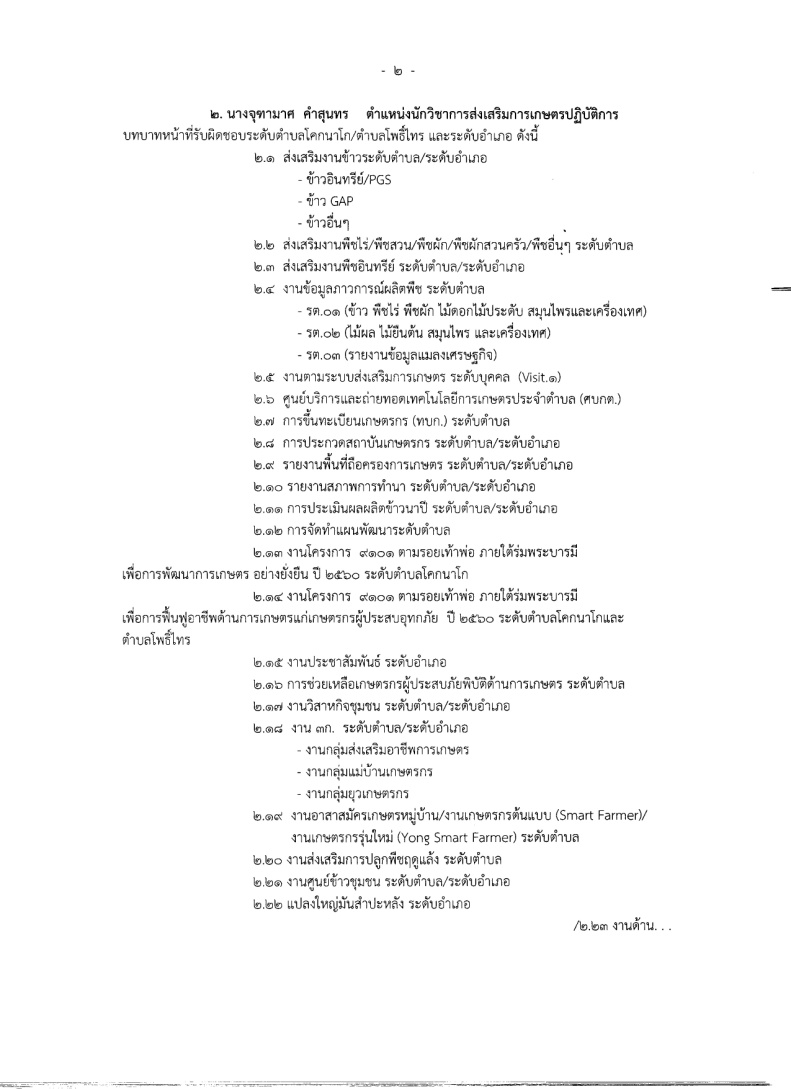 - ๒ -
๒. นางจุฑามาศ คำสุนทร ตำแหน่งนักวิชาการส่งเสริมการเกษตรปฏิบัติการ
บทบาทหน้าที่รับผิดชอบระดับตำบลโคกนาโก/ตำบลโพธิ์ไทร และระดับอำเภอ ดังนี้
๒.๑ ส่งเสริมงานข้าวระดับตำบล/ระดับอำเภอ
- ข้าวอินทรีย์/PGS
- ข้าว GAP
- ข้าวอื่นๆ
๒.๒ ส่งเสริมงานพืชไร่/พืชสวน/พืชผัก/พืชผักสวนครัว/พืชอื่นๆ ระดับตำบล
๒.๓ ส่งเสริมงานพืชอินทรีย์ ระดับตำบล/ระดับอำเภอ
๒.๔ งานข้อมูลภาวการณ์ผลิตพืช ระดับตำบล
- รต.๐๑ (ข้าว พืชไร่ พืชผัก ไม้ดอกไม้ประดับ สมุนไพรและเครื่องเทศ)
- รต.๐๒ (ไม้ผล ไม้ยืนต้น สมุนไพร และเครื่องเทศ)
- รต.๐๓ (รายงานข้อมูลแมลงเศรษฐกิจ)
๒.๕ งานตามระบบส่งเสริมการเกษตร ระดับบุคคล (Visit.๑)
๒.๖ ศูนย์บริการและถ่ายทอดเทคโนโลยีการเกษตรประจำตำบล (ศบกต.)
๒.๗ การขึ้นทะเบียนเกษตรกร (ทบก.) ระดับตำบล
๒.๘ การประกวดสถาบันเกษตรกร ระดับตำบล/ระดับอำเภอ
๒.๙ รายงานพื้นที่ถือครองการเกษตร ระดับตำบล/ระดับอำเภอ
๒.๑๐ รายงานสภาพการทำนา ระดับตำบล/ระดับอำเภอ
๒.๑๑ การประเมินผลผลิตข้าวนาปี ระดับตำบล/ระดับอำเภอ
๒.๑๒ การจัดทำแผนพัฒนาระดับตำบล
๒.๑๓ งานโครงการ ๙๑๐๑ ตามรอยเท้าพ่อ ภายใต้ร่มพระบารมี
เพื่อการพัฒนาการเกษตร อย่างยั่งยืน ปี ๒๕๖๐ ระดับตำบลโคกนาโก
๒.๑๔ งานโครงการ ๙๑๐๑ ตามรอยเท้าพ่อ ภายใต้ร่มพระบารมี
เพื่อการฟื้นฟูอาชีพด้านการเกษตรแก่เกษตรกรผู้ประสบอุทกภัย ปี ๒๕๖๐ ระดับตำบลโคกนาโกและ
ตำบลโพธิ์ไทร
๒.๑๕ งานประชาสัมพันธ์ ระดับอำเภอ
๒.๑๖ การช่วยเหลือเกษตรกรผู้ประสบภัยพิบัติด้านการเกษตร ระดับตำบล
๒.๑๗ งานวิสาหกิจชุมชน ระดับตำบล/ระดับอำเภอ
๒.๑๘ งาน ๓ก. ระดับตำบล/ระดับอำเภอ
- งานกลุ่มส่งเสริมอาชีพการเกษตร
- งานกลุ่มแม่บ้านเกษตรกร
- งานกลุ่มยุวเกษตรกร
๒.๑๙ งานอาสาสมัครเกษตรหมู่บ้าน/งานเกษตรกรต้นแบบ (Smart Farmer)/
งานเกษตรกรรุ่นใหม่ (Yong Smart Farmer) ระดับตำบล
๒.๒๐ งานส่งเสริมการปลูกพืชฤดูแล้ง ระดับตำบล
๒.๒๑ งานศูนย์ข้าวชุมชน ระดับตำบล/ระดับอำเภอ
๒.๒๒ แปลงใหญ่มันสำปะหลัง ระดับอำเภอ
/๒.๒๓ งานด้าน. . .